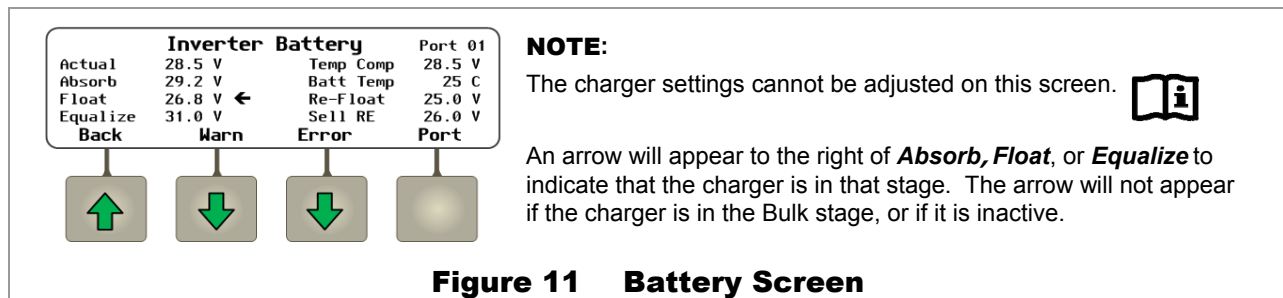 Inverter Battery Port 01
Actual 28.5 V Temp Comp 28.5 V
Absorb 29.2 V Batt Temp 25 C
Float 26.8 V ← Re-Float 25.0 V
Equalize 31.0 V Sell RE 26.0 V
Back Warn Error Port
NOTE:
The charger settings cannot be adjusted on this screen.
i
An arrow will appear to the right of Absorb, Float, or Equalize to
indicate that the charger is in that stage. The arrow will not appear
if the charger is in the Bulk stage, or if it is inactive.
Figure 11 Battery Screen